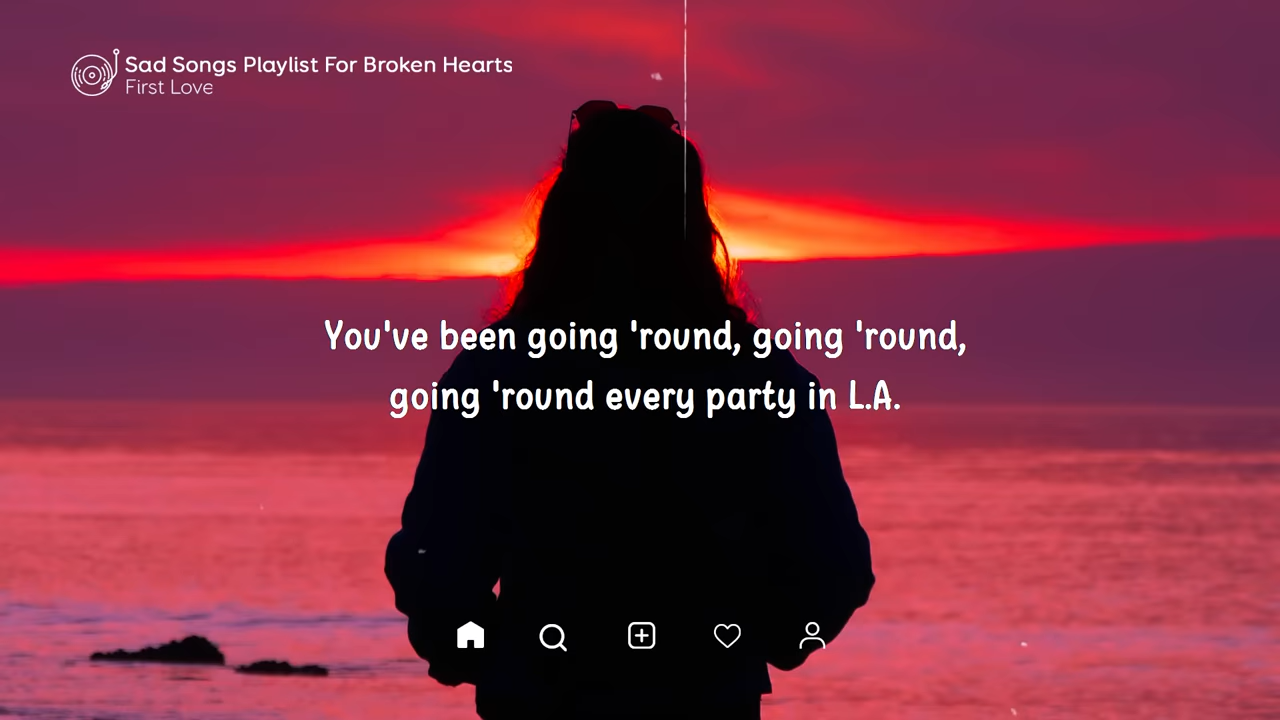 Sad Songs Playlist For Broken Hearts
First Love
You've been going 'round, going 'round,
going 'round every party in L.A.